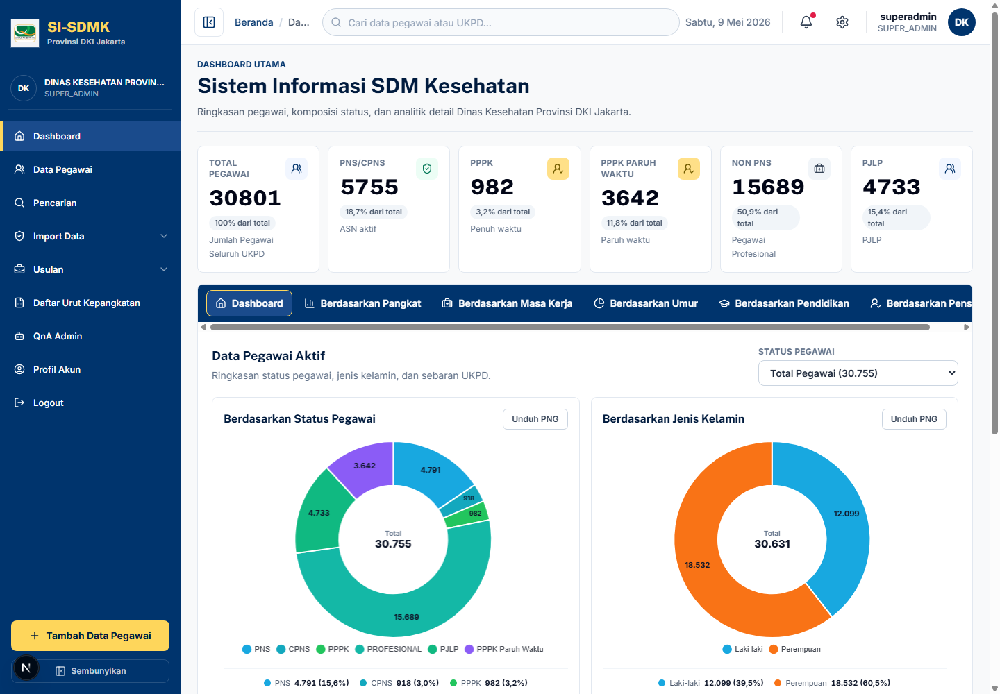 SI-SDMK
Provinsi DKI Jakarta
DK
DINAS KESEHATAN PROVIN...
SUPER_ADMIN
Dashboard
Data Pegawai
Pencarian
Import Data
Usulan
Daftar Urut Kepangkatan
QnA Admin
Profil Akun
Logout
+ Tambah Data Pegawai
N
Sembunyikan
Beranda / Da...
Cari data pegawai atau UKPD...
Sabtu, 9 Mei 2026
superadmin
SUPER_ADMIN
DK
DASHBOARD UTAMA
Sistem Informasi SDM Kesehatan
Ringkasan pegawai, komposisi status, dan analitik detail Dinas Kesehatan Provinsi DKI Jakarta.
TOTAL
PEGAWAI
30801
100% dari total
Jumlah Pegawai
Seluruh UKPD
PNS/CPNS
5755
18,7% dari total
ASN aktif
PPPK
982
3,2% dari total
Penuh waktu
PPPK PARUH
WAKTU
3642
11,8% dari total
Paruh waktu
NON PNS
15689
50,9% dari
total
Pegawai
Profesional
PJLP
4733
15,4% dari
total
PJLP
Dashboard
Berdasarkan Pangkat
Berdasarkan Masa Kerja
Berdasarkan Umur
Berdasarkan Pendidikan
Berdasarkan Pens
Data Pegawai Aktif
Ringkasan status pegawai, jenis kelamin, dan sebaran UKPD.
STATUS PEGAWAI
Total Pegawai (30.755)
Berdasarkan Status Pegawai
Unduh PNG
3.642
4.791
918
982
4.733
Total
30.755
15.689
PNS CPNS PPPK PROFESIONAL PJLP PPPK Paruh Waktu
PNS 4.791 (15,6%) CPNS 918 (3,0%) PPPK 982 (3,2%)
Berdasarkan Jenis Kelamin
Unduh PNG
12.099
Total
30.631
18.532
Laki-laki Perempuan
Laki-laki 12.099 (39,5%) Perempuan 18.532 (60,5%)